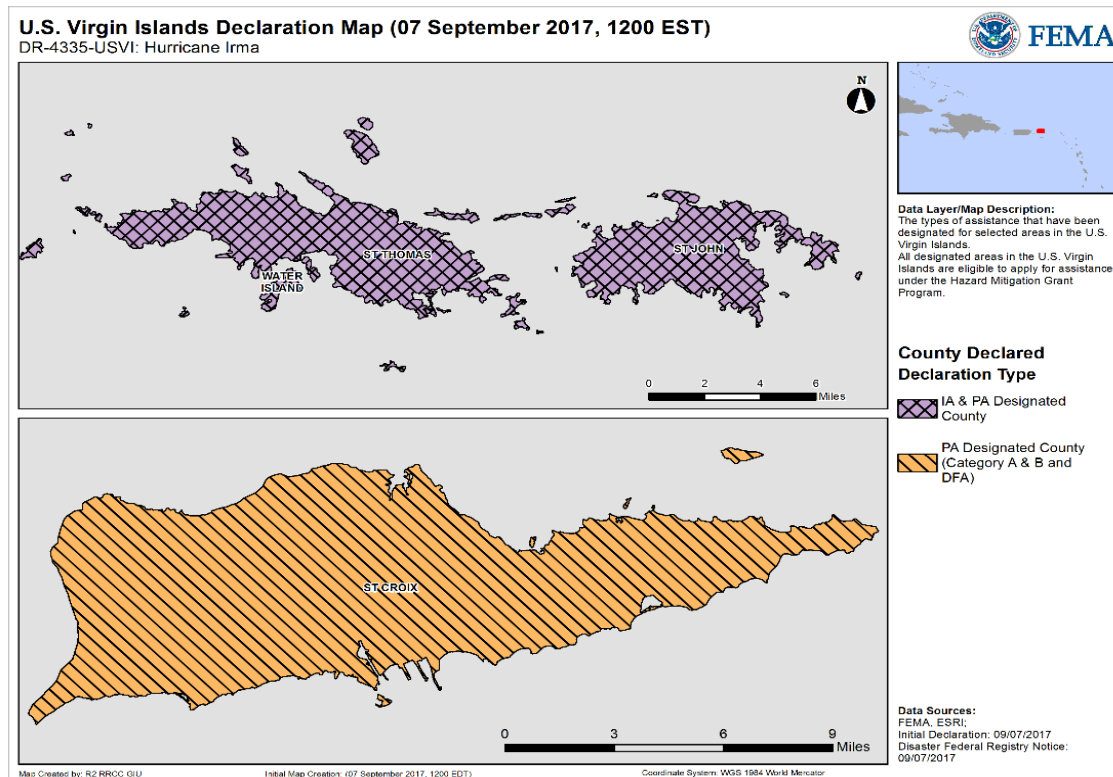 U.S. Virgin Islands Declaration Map (07 September 2017, 1200 EST)
DR-4335-USVI: Hurricane Irma
FEMA
N
ST THOMAS
ST JOHN
WATER
ISLAND
0 2 4 6
Miles
ST CROIX
0 3 6 9
Miles
Data Layer/Map Description:
The types of assistance that have been
designated for selected areas in the U.S.
Virgin Islands.
All designated areas in the U.S. Virgin
Islands are eligible to apply for assistance
under the Hazard Mitigation Grant
Program.
County Declared
Declaration Type
IA & PA Designated
County
PA Designated County
(Category A & B and
DFA)
Data Sources:
FEMA, ESRI;
Initial Declaration: 09/07/2017
Disaster Federal Registry Notice:
09/07/2017
Map Created by: R2 RRCC GIU
Initial Map Creation: (07 September 2017, 1200 EDT)
Coordinate System: WGS 1984 World Mercator